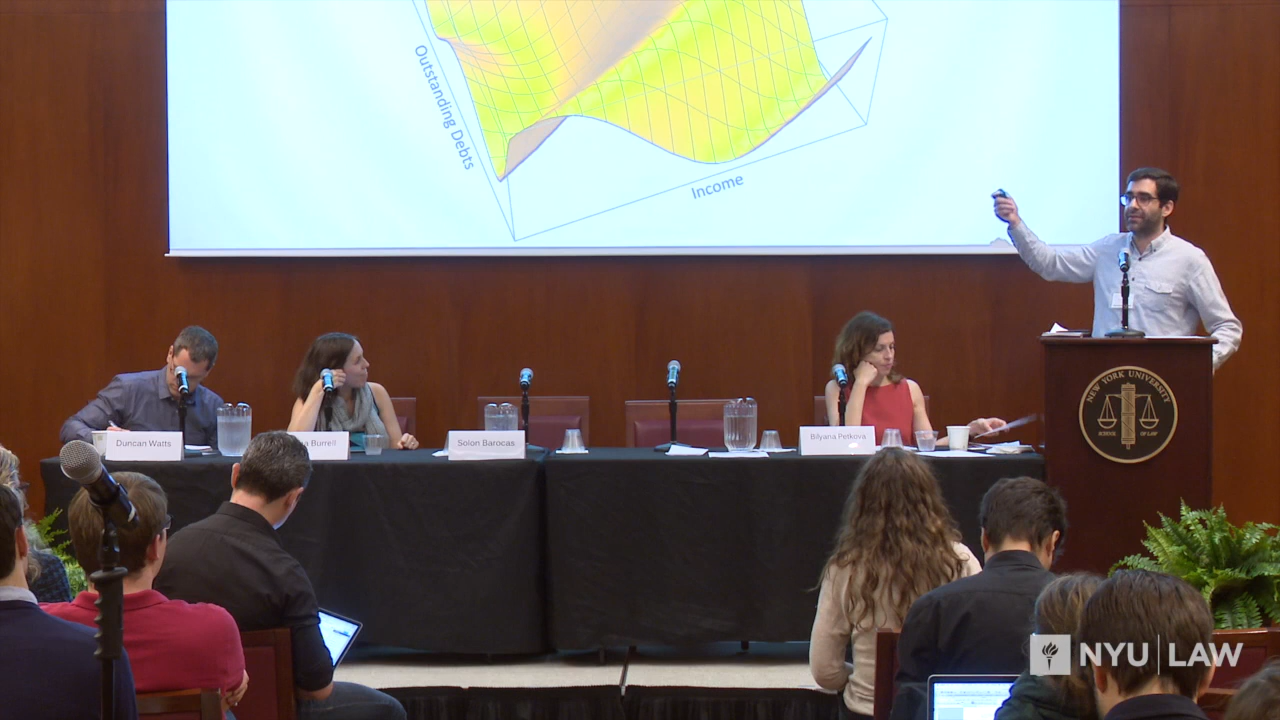 Outstanding Debts
Income
Duncan Watts
Burrell
Solon Barocas
Bilyana Petkova
NEW YORK UNIVERSITY
SCHOOL
OF LAW
NYU LAW